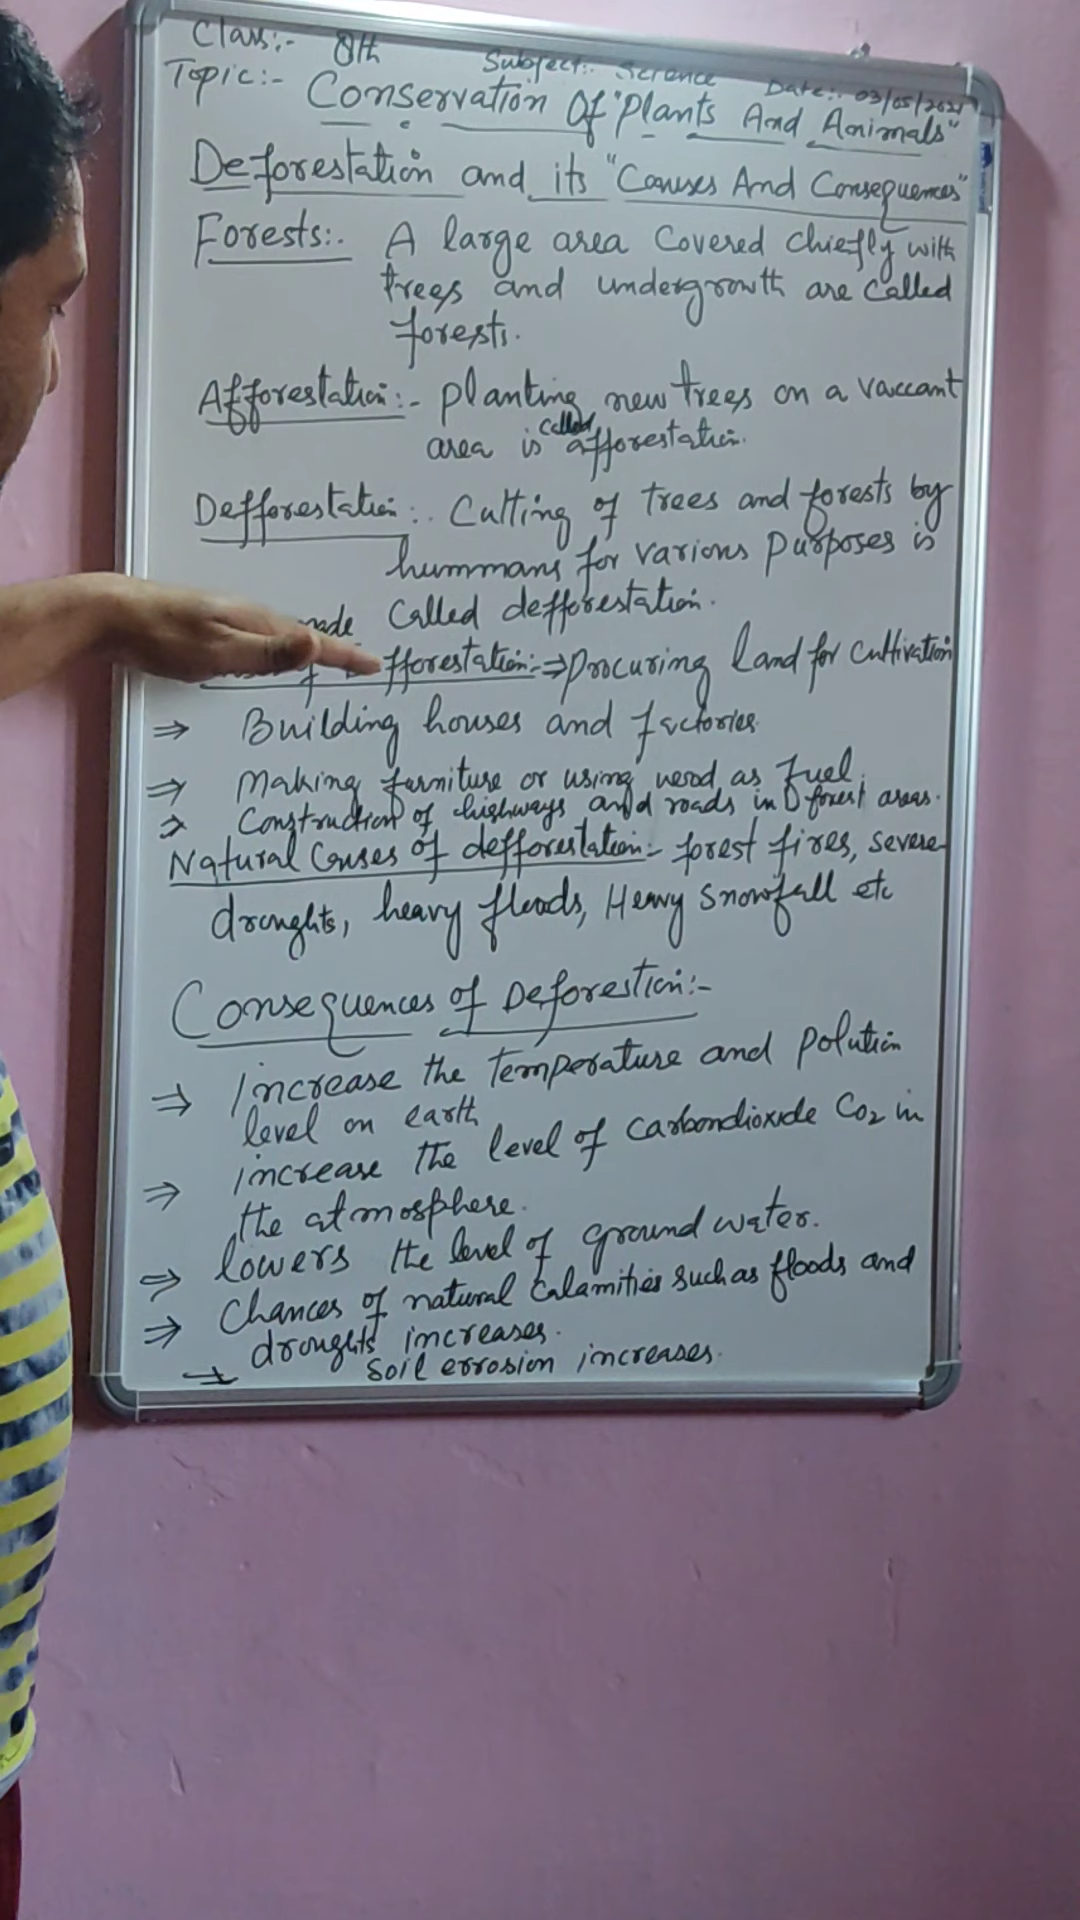 Class:- 8th Subject:- Science Date:- 03/05/2021
Topic:- Conservation Of "Plants And Animals"
Deforestation and its "Causes And Consequences"
Forests:- A large area Covered chiefly with
trees and undergrowth are called
forests.
Afforestation:- planting new trees on a vaccant
area is called afforestation.
Defforestation:- Cutting of trees and forests by
hummans for various purposes is
called defforestation.
made
of Defforestation:- ⇒ procuring land for cultivation
⇒ Building houses and factories.
⇒ Making furniture or using wood as fuel.
⇒ Construction of highways and roads in forest areas.
Natural Causes of defforestation:- forest fires, severe
droughts, heavy floods, Heavy snowfall etc
Consequences of Deforestion:-
⇒ Increase the temperature and polution
level on earth
⇒ increase the level of carbondioxide CO2 in
the atmosphere.
⇒ lowers the level of ground water.
⇒ Chances of natural calamities such as floods and
droughts increases.
→ soil errosion increases.